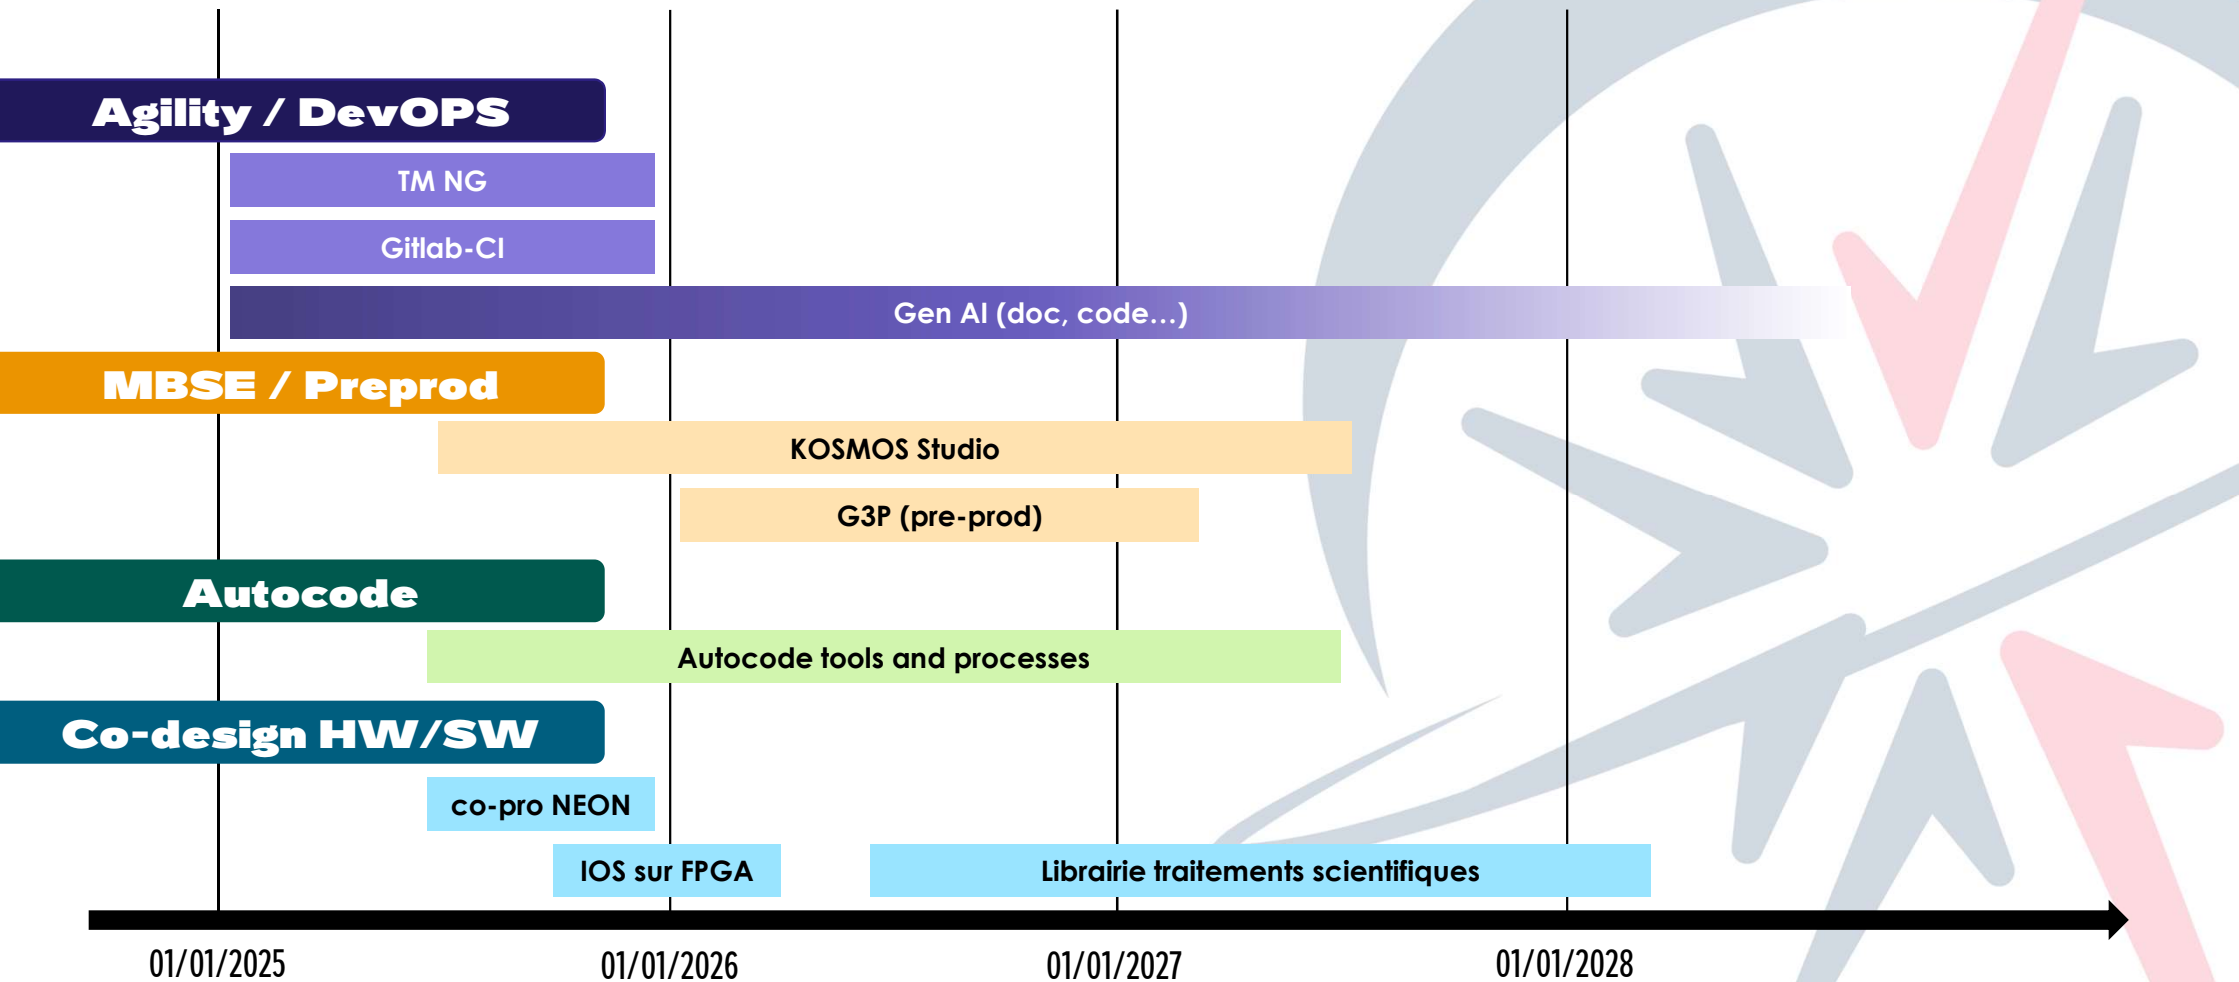 Agility / DevOPS
TM NG
Gitlab-CI
Gen AI (doc, code...)
MBSE / Preprod
KOSMOS Studio
G3P (pre-prod)
Autocode
Autocode tools and processes
Co-design HW/SW
co-pro NEON
IOS sur FPGA
Librairie traitements scientifiques
01/01/2025
01/01/2026
01/01/2027
01/01/2028